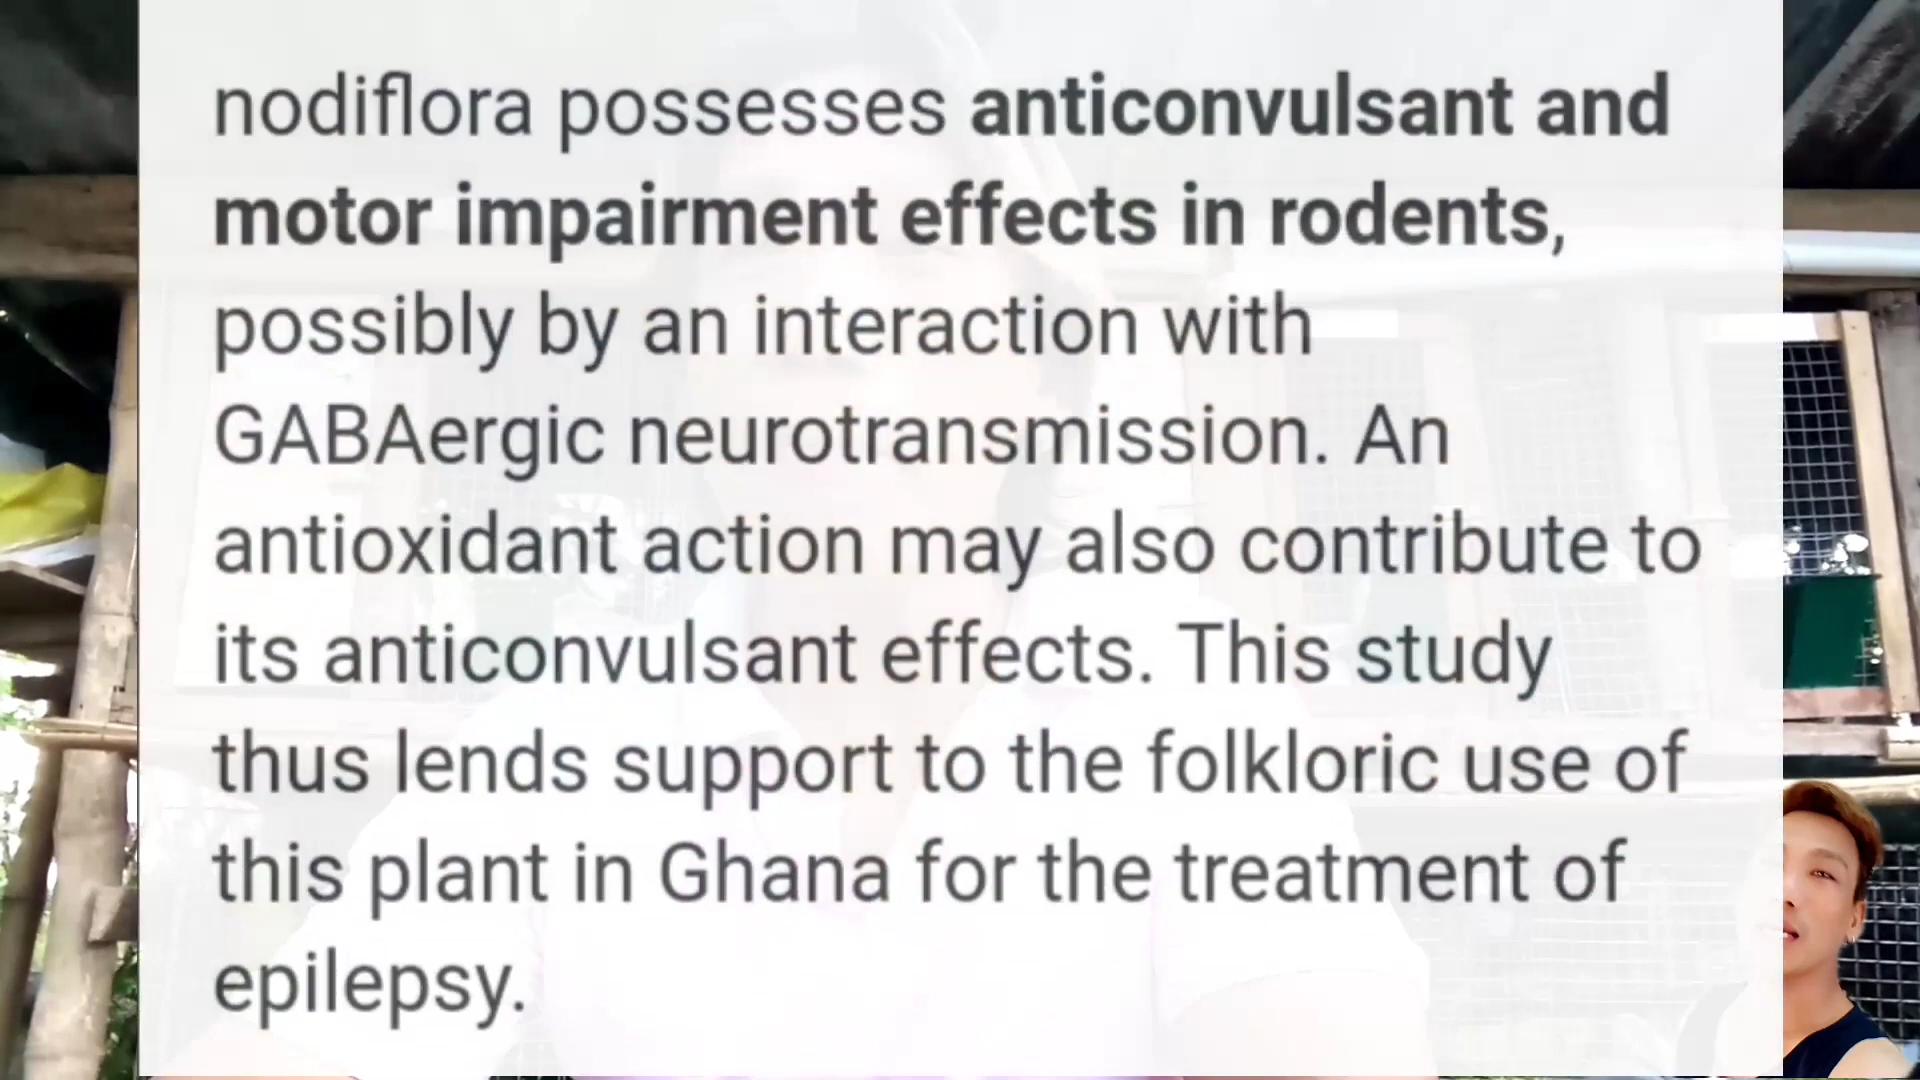 nodiflora possesses anticonvulsant and
motor impairment effects in rodents,
possibly by an interaction with
GABAergic neurotransmission. An
antioxidant action may also contribute to
its anticonvulsant effects. This study
thus lends support to the folkloric use of
this plant in Ghana for the treatment of
epilepsy.